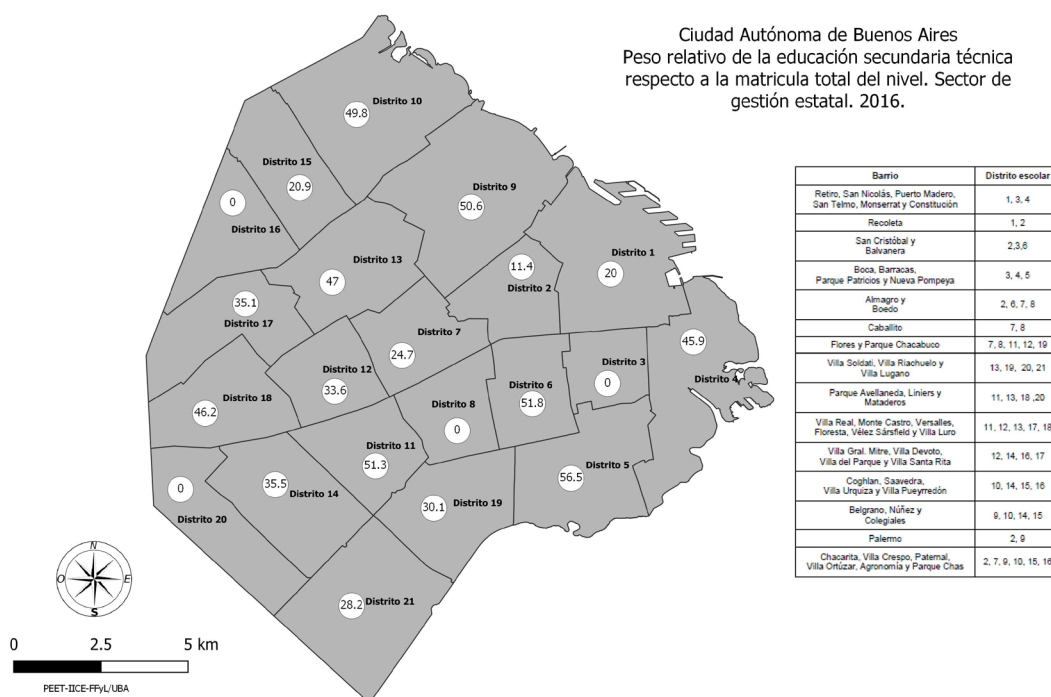 Ciudad Autónoma de Buenos Aires
Peso relativo de la educación secundaria técnica
respecto a la matricula total del nivel. Sector de
gestión estatal. 2016.
Distrito 10
49.8
Distrito 15
20.9
Distrito 9
50.6
0
Distrito 16
Distrito 13
47
Distrito 1
20
11.4
Distrito 2
35.1
Distrito 17
Distrito 7
24.7
45.9
Distrito 4
Distrito 3
0
Distrito 12
33.6
Distrito 6
51.8
Distrito 18
46.2
Distrito 8
0
Distrito 11
51.3
Distrito 5
56.5
35.5
Distrito 14
0
Distrito 20
30.1
Distrito 19
28.2
Distrito 21
Barrio Distrito escolar
Retiro, San Nicolás, Puerto Madero,
San Telmo, Monserrat y Constitución
1, 3, 4
Recoleta 1, 2
San Cristóbal y
Balvanera
2,3,6
Boca, Barracas,
Parque Patricios y Nueva Pompeya
3, 4, 5
Almagro y
Boedo
2, 6, 7, 8
Caballito 7, 8
Flores y Parque Chacabuco 7, 8, 11, 12, 19
Villa Soldati, Villa Riachuelo y
Villa Lugano
13, 19, 20, 21
Parque Avellaneda, Liniers y
Mataderos
11, 13, 18 ,20
Villa Real, Monte Castro, Versalles,
Floresta, Vélez Sársfield y Villa Luro
11, 12, 13, 17, 18
Villa Gral. Mitre, Villa Devoto,
Villa del Parque y Villa Santa Rita
12, 14, 16, 17
Coghlan, Saavedra,
Villa Urquiza y Villa Pueyrredón
10, 14, 15, 16
Belgrano, Núñez y
Colegiales
9, 10, 14, 15
Palermo 2, 9
Chacarita, Villa Crespo, Paternal,
Villa Ortúzar, Agronomía y Parque Chas
2, 7, 9, 10, 15, 16
N
O E
S
0 2.5 5 km
PEET-IICE-FFyL/UBA